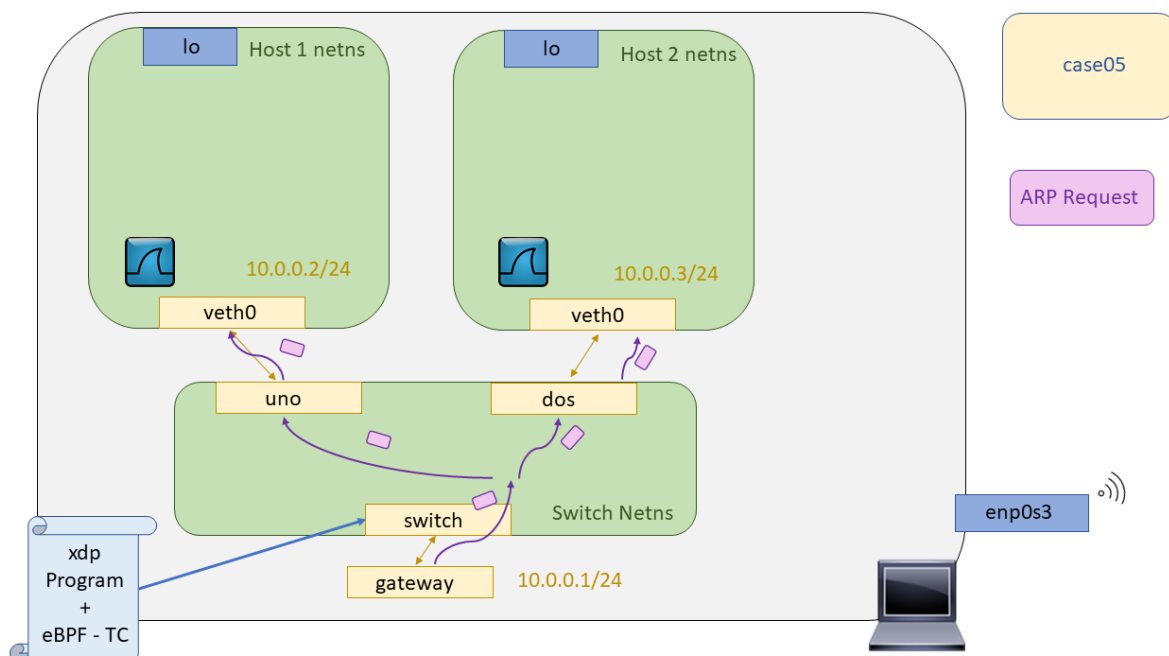 lo
Host 1 netns
lo
Host 2 netns
case05
ARP Request
10.0.0.2/24
10.0.0.3/24
veth0
veth0
uno
dos
switch
Switch Netns
enp0s3
gateway
10.0.0.1/24
xdp
Program
+
eBPF - TC